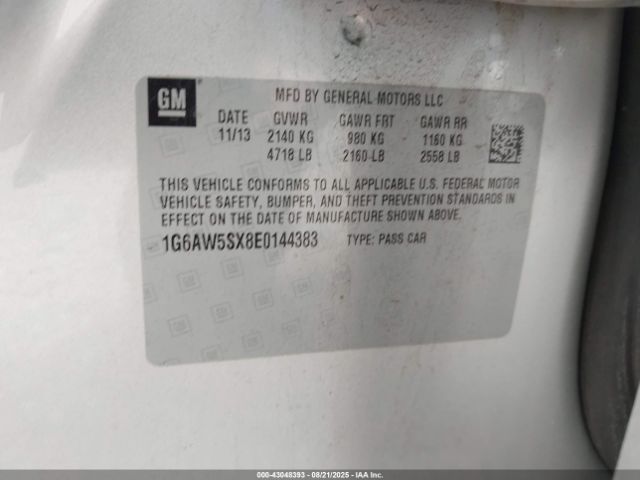 GM
MFD BY GENERAL MOTORS LLC
DATE GVWR GAWR FRT GAWR RR
11/13 2140 KG 980 KG 1160 KG
4718 LB 2160 LB 2558 LB
THIS VEHICLE CONFORMS TO ALL APPLICABLE U.S. FEDERAL MOTOR
VEHICLE SAFETY, BUMPER, AND THEFT PREVENTION STANDARDS IN
EFFECT ON THE DATE OF MANUFACTURE SHOWN ABOVE.
1G6AW5SX8E0144383 TYPE: PASS CAR
000-43048393 - 08/21/2025 - IAA Inc.